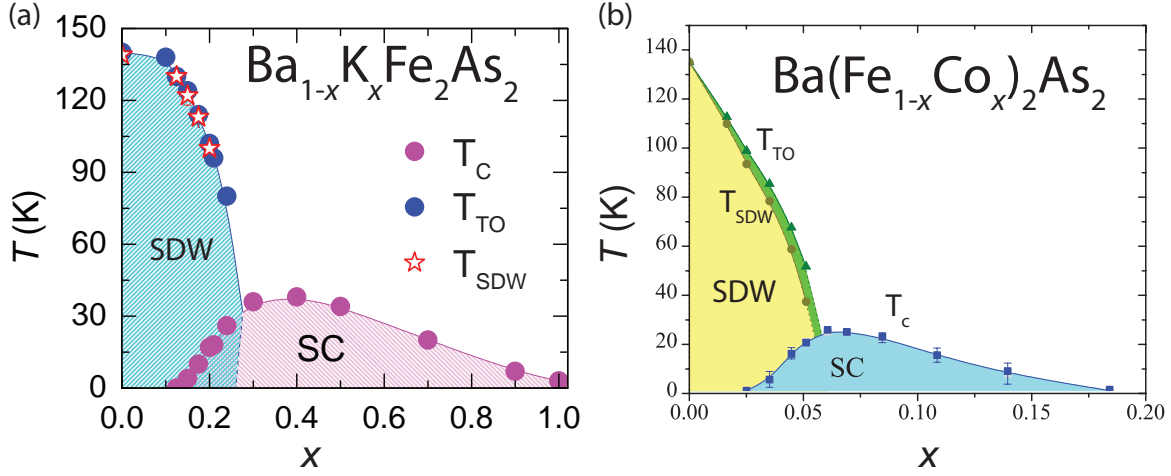 (a)
Ba1-xKxFe2As2
T (K)
150
120
90
60
30
0
TC
TTO
TSDW
SDW
SC
0.0 0.2 0.4 0.6 0.8 1.0
x
(b)
Ba(Fe1-xCox)2As2
T (K)
140
120
100
80
60
40
20
0
TTO
TSDW
SDW
Tc
SC
0.00 0.05 0.10 0.15 0.20
x